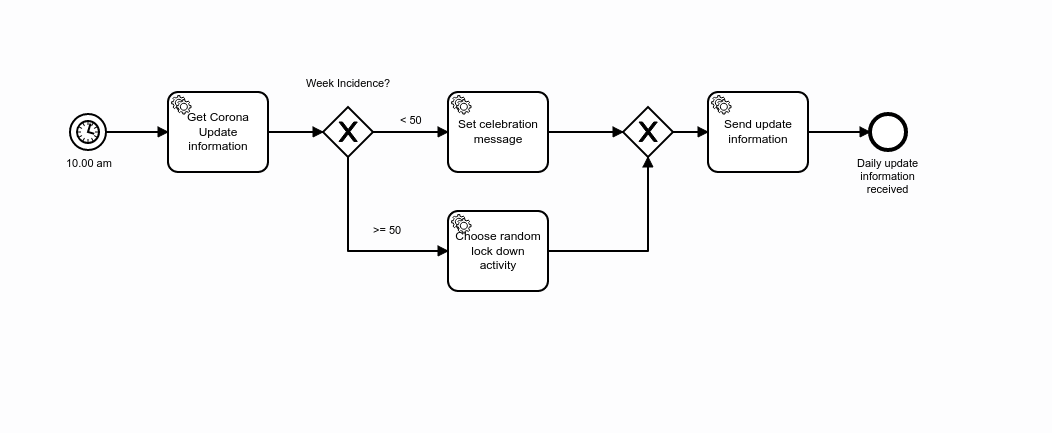 Week Incidence?
10.00 am
Get Corona
Update
information
< 50
Set celebration
message
>= 50
Choose random
lock down
activity
Send update
information
Daily update
information
received